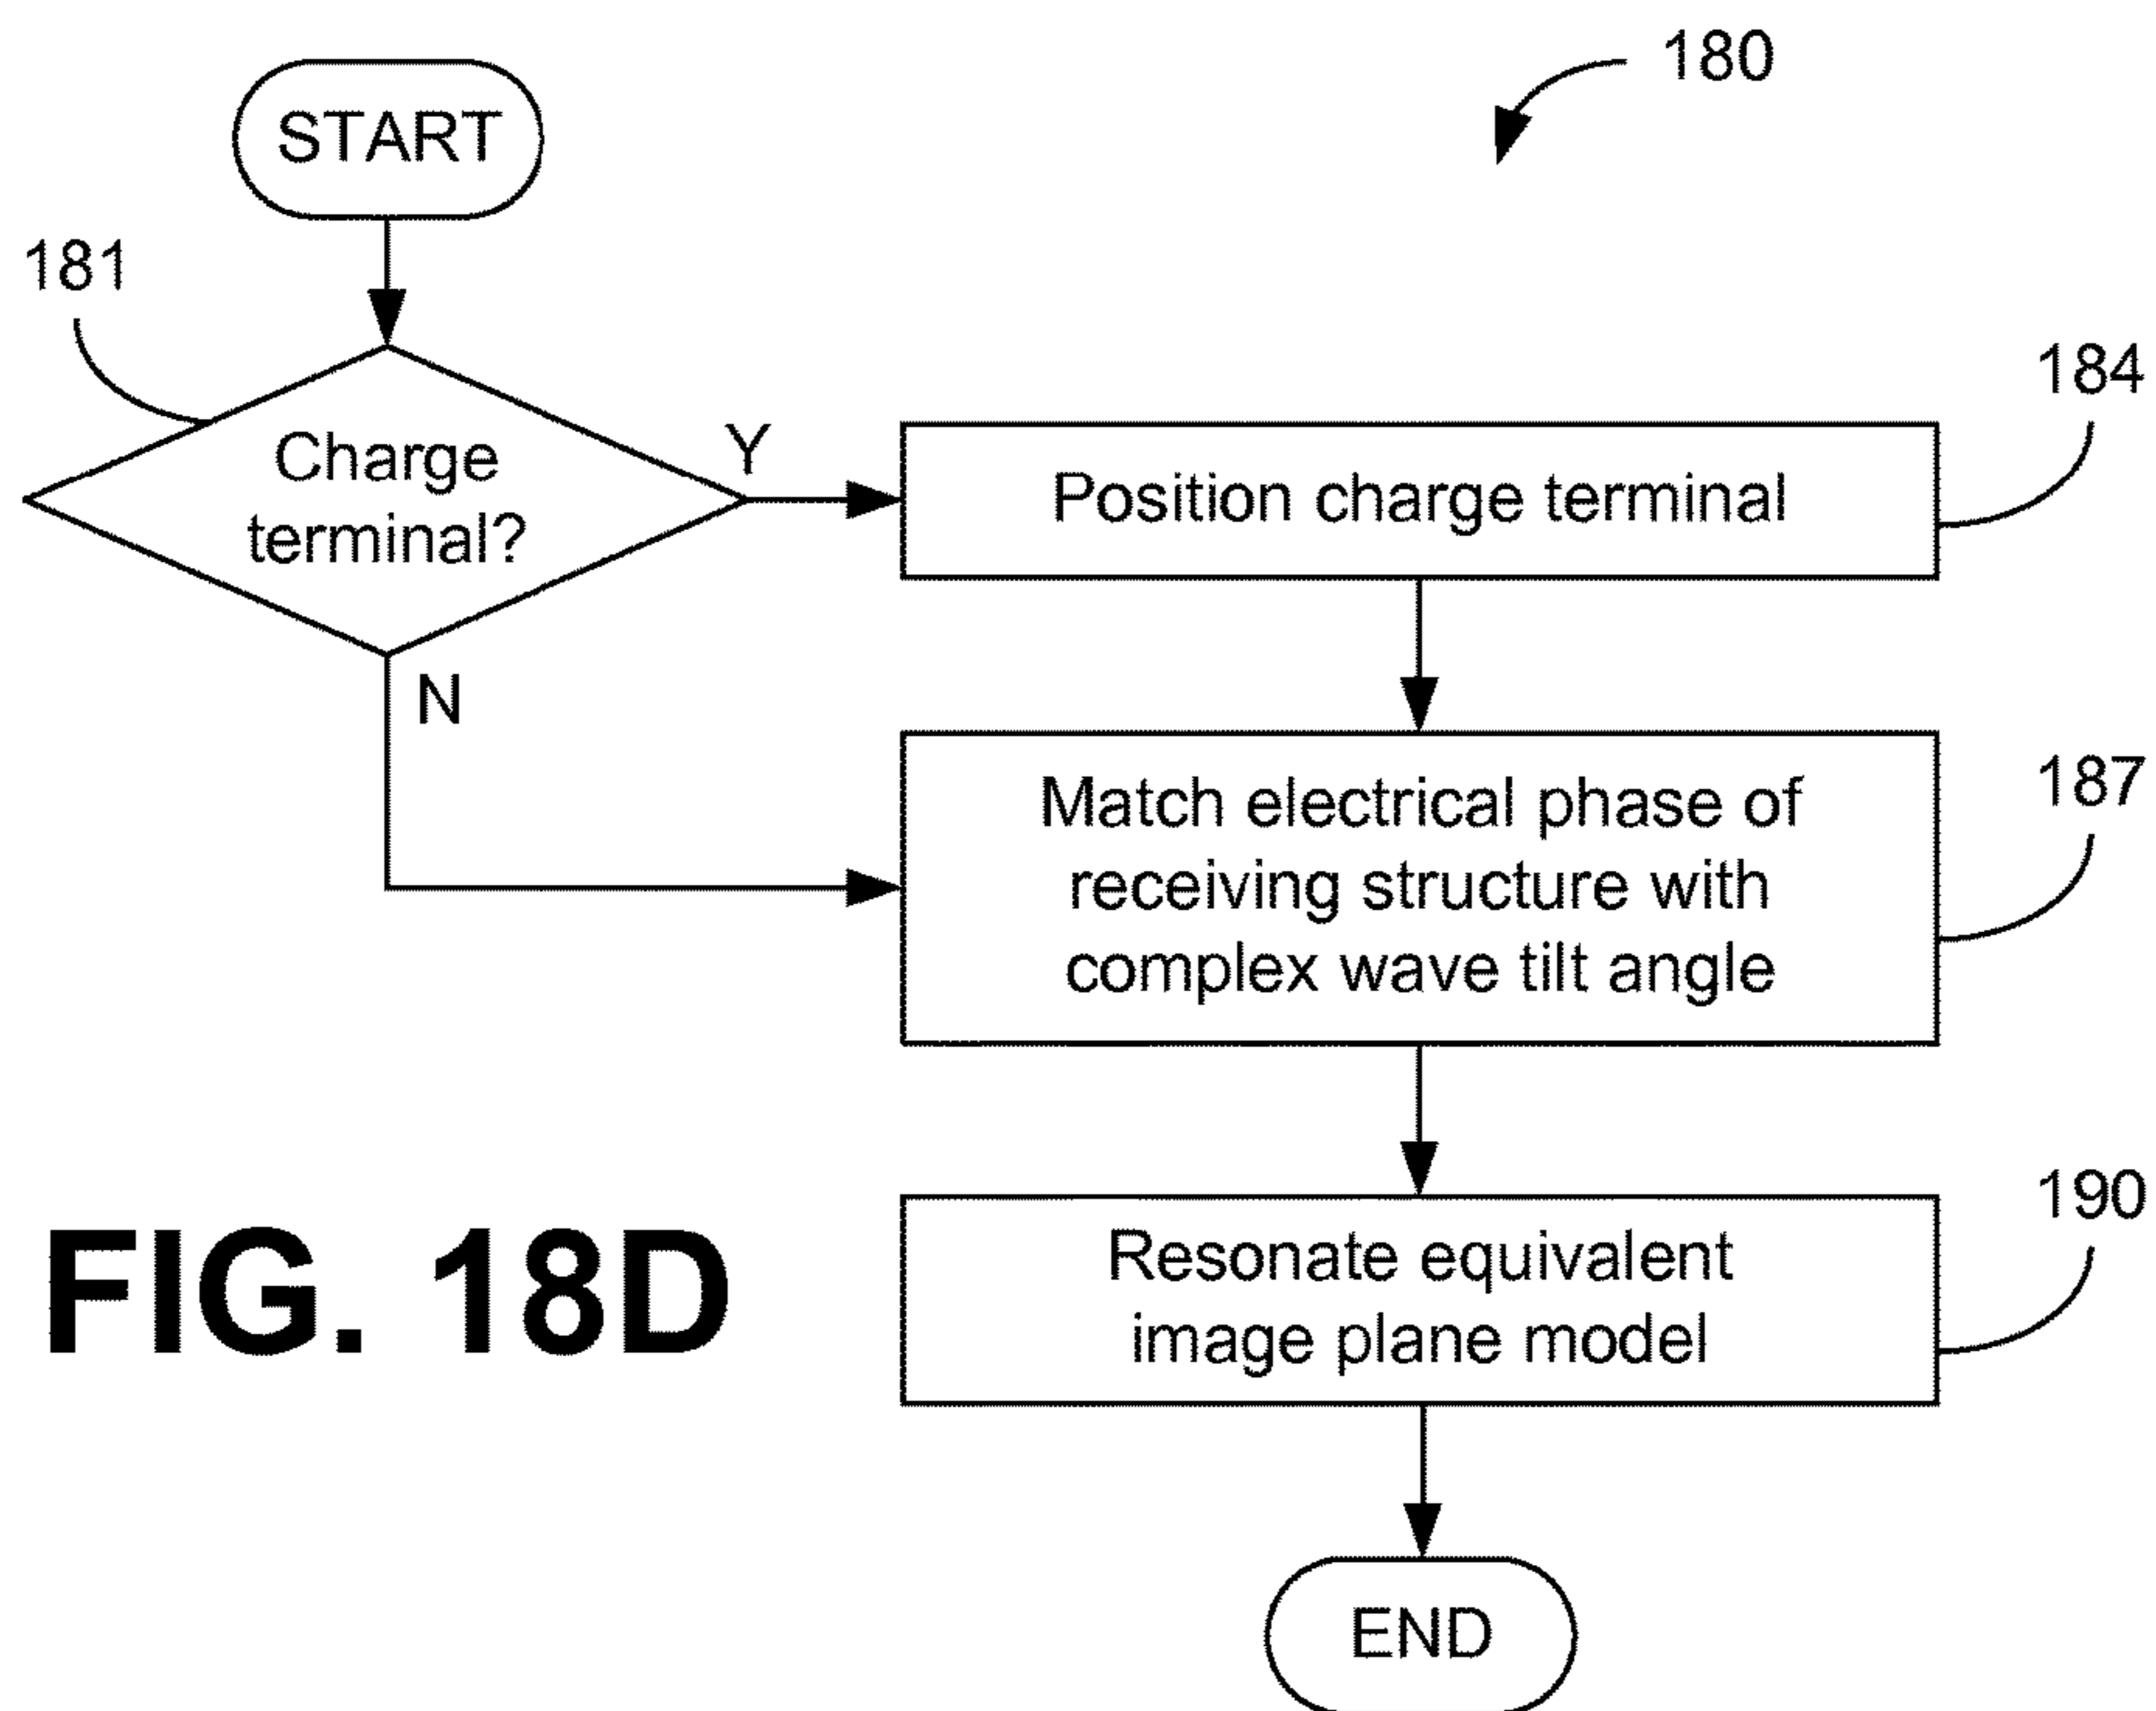 180
START
181
Charge
terminal?
Y
N
184
Position charge terminal
187
Match electrical phase of
receiving structure with
complex wave tilt angle
190
Resonate equivalent
image plane model
END
FIG. 18D